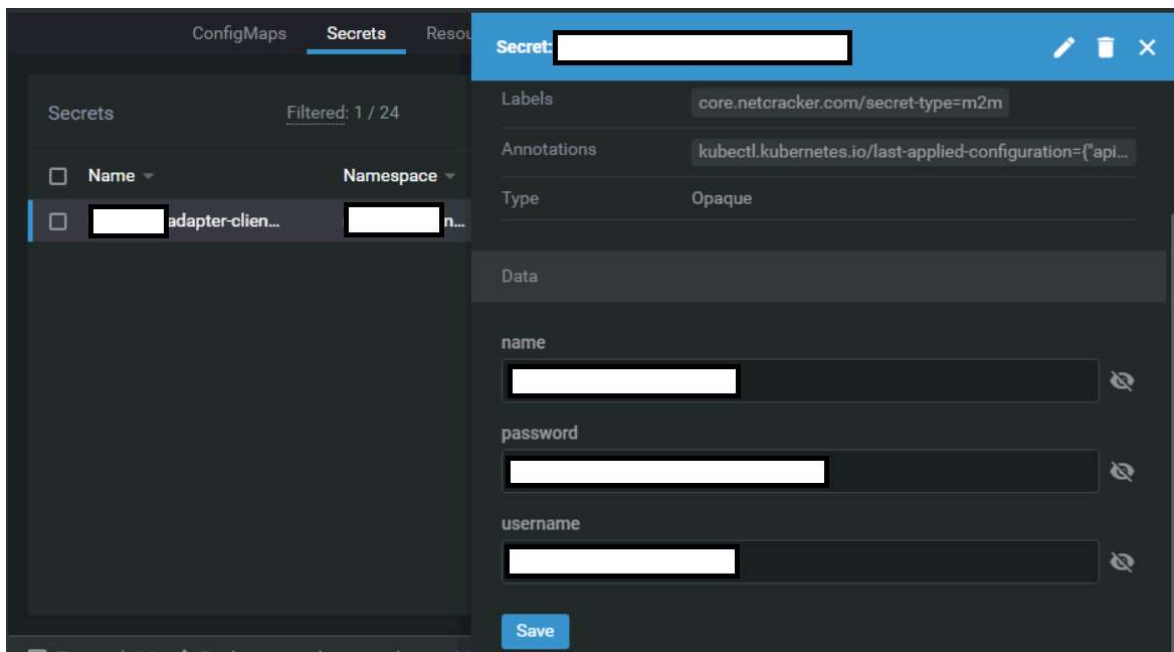 ConfigMaps Secrets Resou
Secret:
Labels core.netcracker.com/secret-type=m2m
Secrets Filtered: 1 / 24
Annotations kubectl.kubernetes.io/last-applied-configuration={"api...
Name Namespace
Type Opaque
adapter-clien... n...
Data
name
password
username
Save